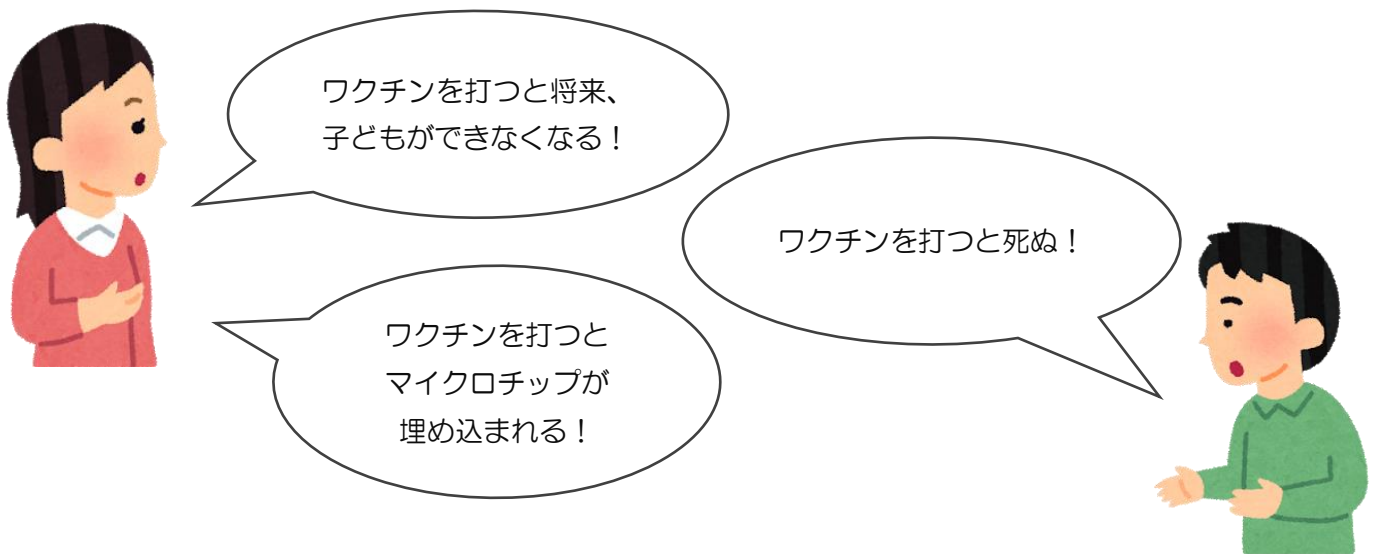 ワクチンを打つと将来、
子どもができなくなる！
ワクチンを打つと死ぬ！
ワクチンを打つと
マイクロチップが
埋め込まれる！